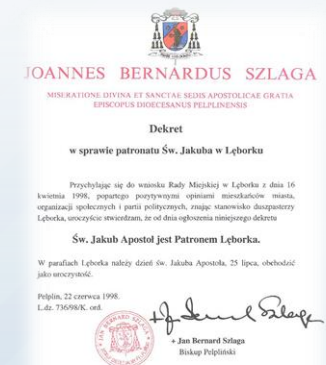 JOANNES BERNARDUS SZLAGA
MISERATIONE DIVINA ET SANCTAE SEDIS APOSTOLICAE GRATIA
EPISCOPUS DIOECESANUS PELPLINENSIS
Dekret
w sprawie patronatu Św. Jakuba w Lęborku
Przychylając się do wniosku Rady Miejskiej w Lęborku z dnia 16
kwietnia 1998, popartego pozytywnymi opiniami mieszkańców miasta,
organizacji społecznych i partii politycznych, znając stanowisko duszpasterzy
Lęborka, uroczyście stwierdzam, że od dnia ogłoszenia niniejszego dekretu
Św. Jakub Apostoł jest Patronem Lęborka.
W parafiach Lęborka należy dzień św. Jakuba Apostoła, 25 lipca, obchodzić
jako uroczystość.
Pelplin, 22 czerwca 1998.
L.dz. 736/98/K. ord.
+ Jan Bernard Szlaga
+ Jan Bernard Szlaga
Biskup Pelpliński